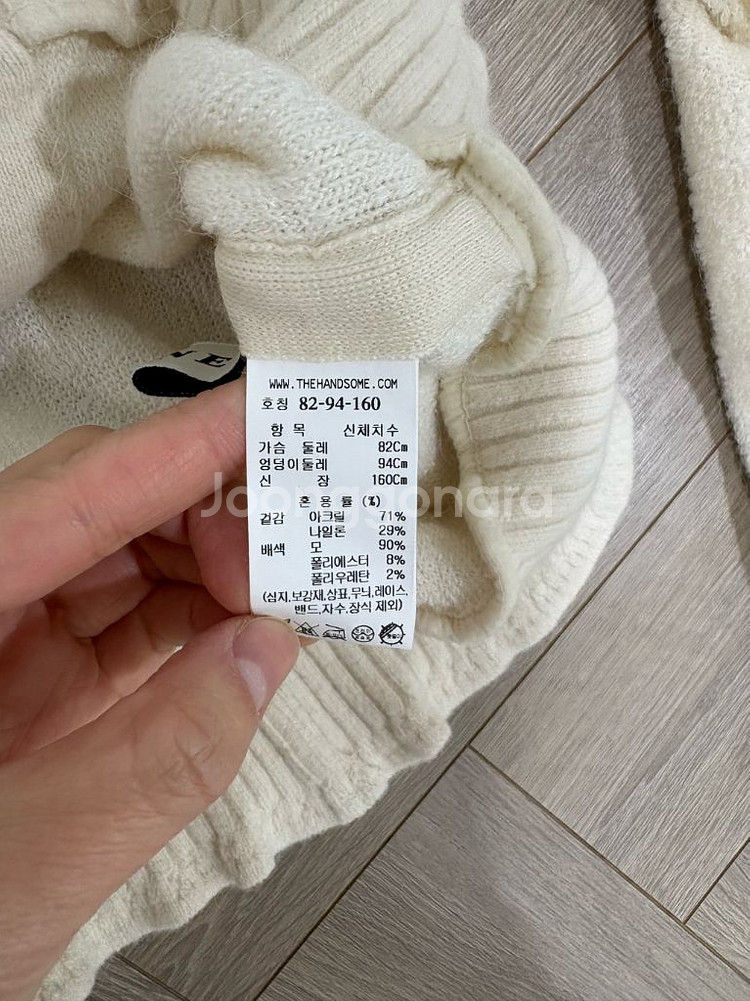 WWW.THEHANDSOME.COM
호칭 82-94-160
항 목 신체치수
가슴 둘레 82Cm
엉덩이둘레 94Cm
신 장 160Cm
Joonggonara
혼 용 률 (%)
겉감 아크릴 71%
나일론 29%
배색 모 90%
폴리에스터 8%
폴리우레탄 2%
(심지,보강재,상표,무늬,레이스,
밴드,자수,장식 제외)